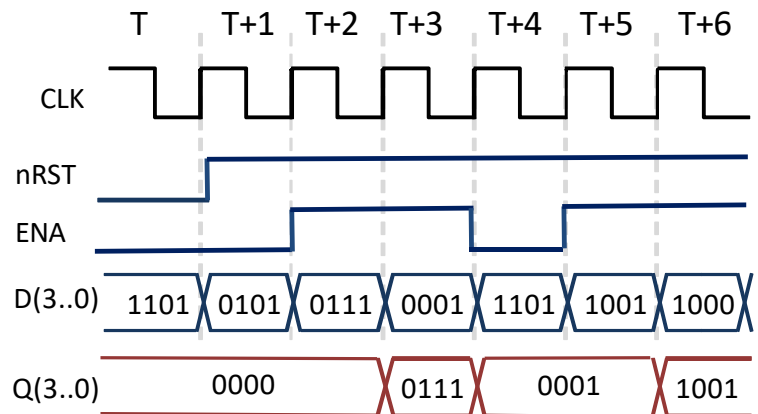 T T+1 T+2 T+3 T+4 T+5 T+6
CLK
nRST
ENA
D(3..0) 1101 0101 0111 0001 1101 1001 1000
Q(3..0) 0000 0111 0001 1001